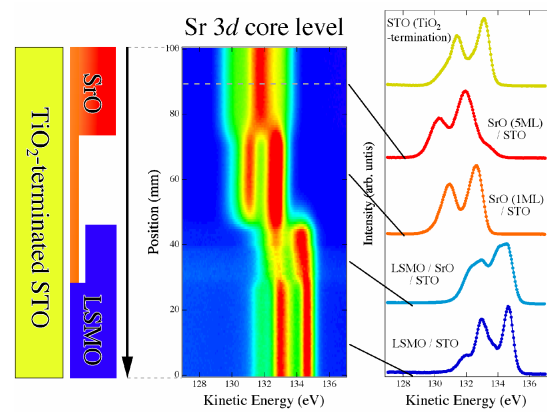 Sr 3d core level
TiO2-terminated STO
SrO
LSMO
Position (mm)
100
80
60
40
20
0
128 130 132 134 136
Kinetic Energy (eV)
Intensity (arb. untis)
STO (TiO2
-termination)
SrO (5ML)
/ STO
SrO (1ML)
/ STO
LSMO / SrO
/ STO
LSMO / STO
128 130 132 134 136
Kinetic Energy (eV)